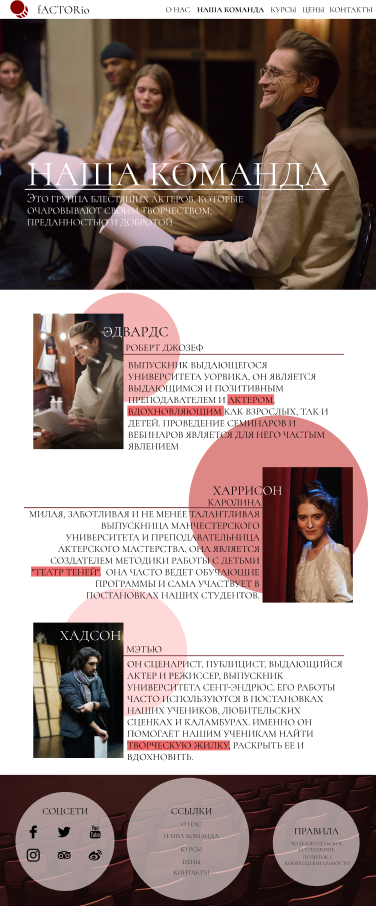 fACTORio
О НАС НАША КОМАНДА КУРСЫ ЦЕНЫ КОНТАКТЫ
НАША КОМАНДА
Это группа блестящих актеров, которые
очаровывают своим творчеством,
преданностью и добротой
ЭДВАРДС
РОБЕРТ ДЖОЗЕФ
ВЫПУСКНИК ВЫДАЮЩЕГОСЯ
УНИВЕРСИТЕТА УОРВИКА, ОН ЯВЛЯЕТСЯ
ВЫДАЮЩИМСЯ И ПОЗИТИВНЫМ
ПРЕПОДАВАТЕЛЕМ И АКТЕРОМ,
ВДОХНОВЛЯЮЩИМ КАК ВЗРОСЛЫХ, ТАК И
ДЕТЕЙ. ПРОВЕДЕНИЕ СЕМИНАРОВ И
ВЕБИНАРОВ ЯВЛЯЕТСЯ ДЛЯ НЕГО ЧАСТЫМ
ЯВЛЕНИЕМ
ХАРРИСОН
КАРОЛИНА
МИЛАЯ, ЗАБОТЛИВАЯ И НЕ МЕНЕЕ ТАЛАНТЛИВАЯ
ВЫПУСКНИЦА МАНЧЕСТЕРСКОГО
УНИВЕРСИТЕТА И ПРЕПОДАВАТЕЛЬНИЦА
АКТЕРСКОГО МАСТЕРСТВА, ОНА ЯВЛЯЕТСЯ
СОЗДАТЕЛЕМ МЕТОДИКИ РАБОТЫ С ДЕТЬМИ
"ТЕАТР ТЕНЕЙ". ОНА ЧАСТО ВЕДЕТ ОБУЧАЮЩИЕ
ПРОГРАММЫ И САМА УЧАСТВУЕТ В
ПОСТАНОВКАХ НАШИХ СТУДЕНТОВ.
ХАДСОН
МЭТЬЮ
ОН СЦЕНАРИСТ, ПУБЛИЦИСТ, ВЫДАЮЩИЙСЯ
АКТЕР И РЕЖИССЕР, ВЫПУСКНИК
УНИВЕРСИТЕТА СЕНТ-ЭНДРЮС. ЕГО РАБОТЫ
ЧАСТО ИСПОЛЬЗУЮТСЯ В ПОСТАНОВКАХ
НАШИХ УЧЕНИКОВ, ЛЮБИТЕЛЬСКИХ
СЦЕНКАХ И КАЛАМБУРАХ. ИМЕННО ОН
ПОМОГАЕТ НАШИМ УЧЕНИКАМ НАЙТИ
ТВОРЧЕСКУЮ ЖИЛКУ, РАСКРЫТЬ ЕЕ И
ВДОХНОВИТЬ.
СОЦСЕТИ
You Tube
ССЫЛКИ
О НАС
НАША КОМАНДА
КУРСЫ
ЦЕНЫ
КОНТАКТЫ
ПРАВИЛА
ПОЛИТИКА
КОНФИДЕНЦИАЛЬНОСТИ